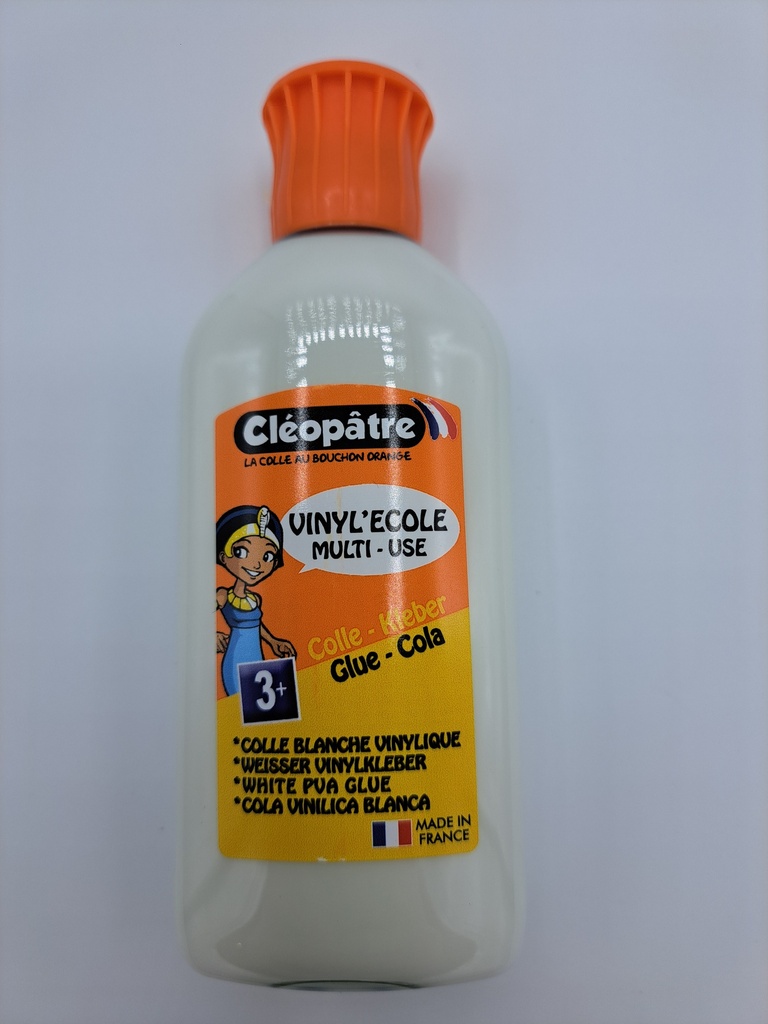 Cléopâtre
LA COLLE AU BOUCHON ORANGE
VINYL'ECOLE
MULTI - USE
Colle - Kleber
Glue - Cola
3+
*COLLE BLANCHE VINYLIQUE
*WEISSER VINYLKLEBER
*WHITE PVA GLUE
*COLA VINILICA BLANCA
MADE IN
FRANCE